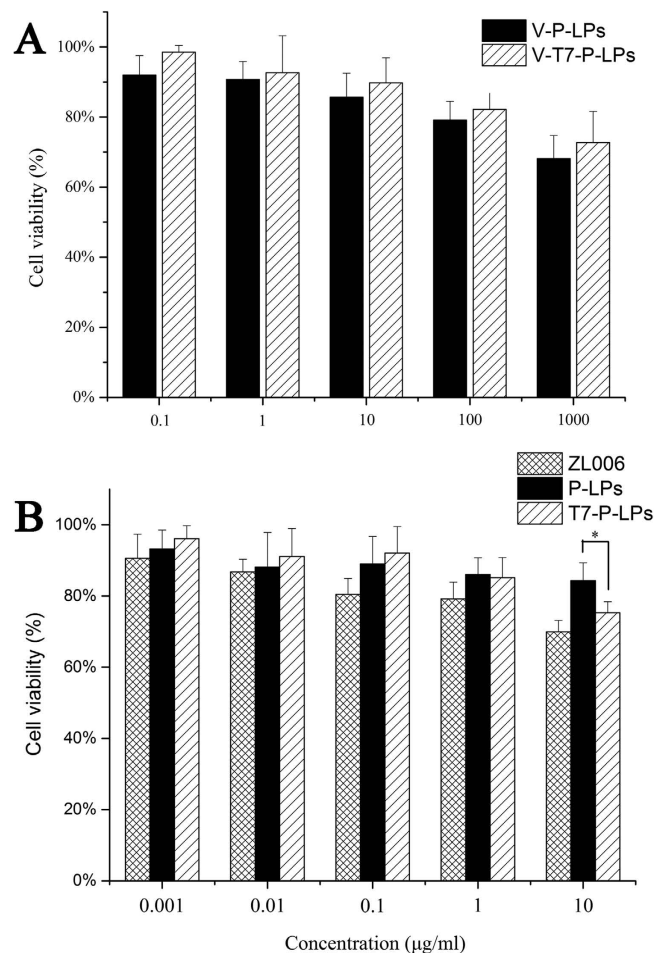 A
V-P-LPs
V-T7-P-LPs
100%
80%
60%
40%
20%
0%
Cell viability (%)
0.1 1 10 100 1000
B
ZL006
P-LPs
T7-P-LPs
*
100%
80%
60%
40%
20%
0%
Cell viability (%)
0.001 0.01 0.1 1 10
Concentration (μg/ml)